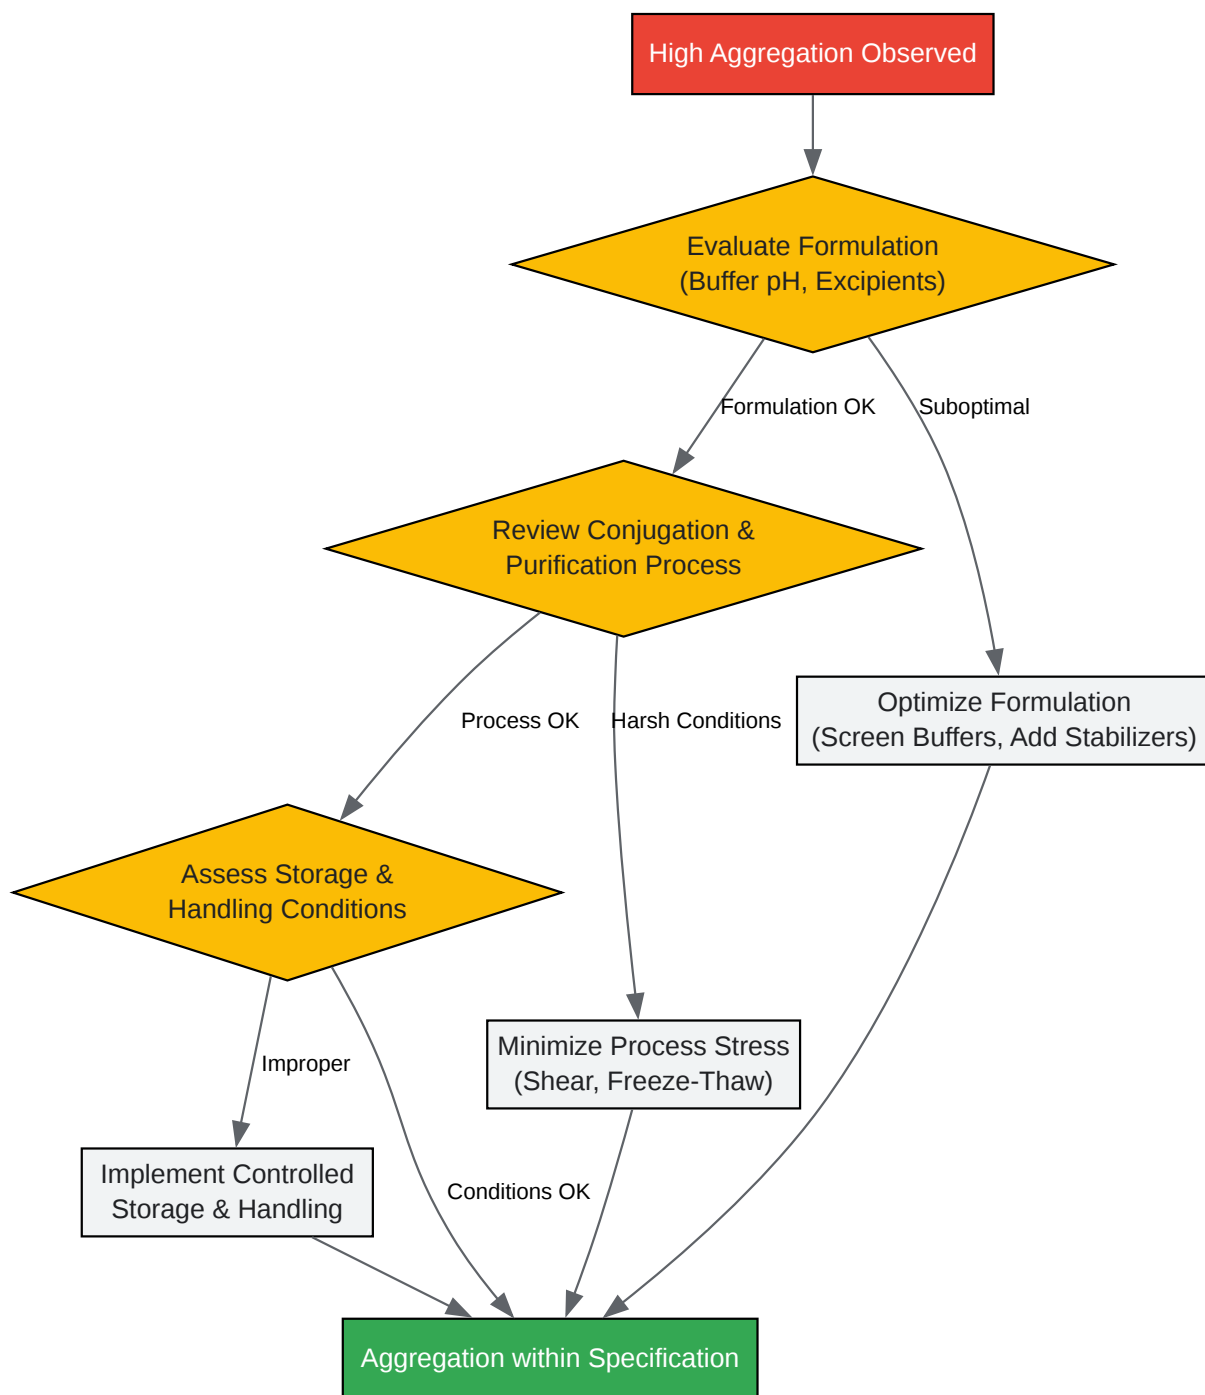 High Aggregation Observed
Evaluate Formulation
(Buffer pH, Excipients)
Formulation OK
Suboptimal
Review Conjugation &
Purification Process
Process OK
Harsh Conditions
Optimize Formulation
(Screen Buffers, Add Stabilizers)
Assess Storage &
Handling Conditions
Minimize Process Stress
(Shear, Freeze-Thaw)
Improper
Implement Controlled
Storage & Handling
Conditions OK
Aggregation within Specification